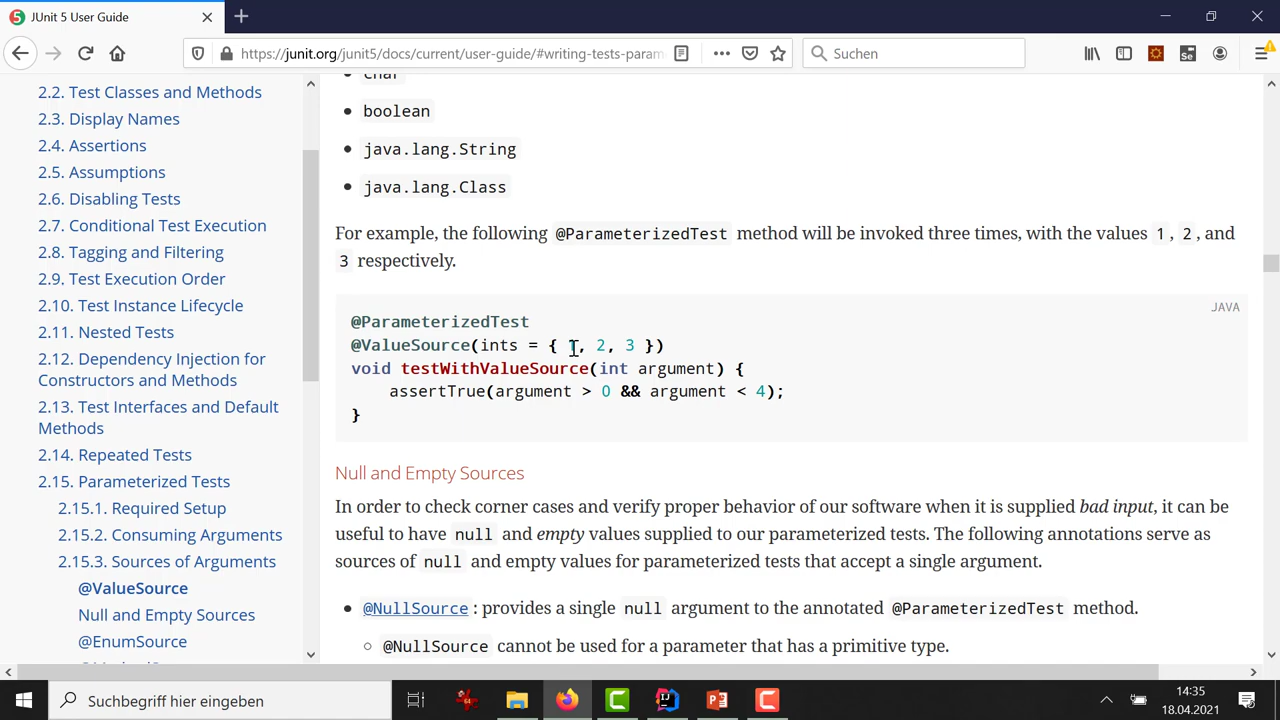 JUnit 5 User Guide
https://junit.org/junit5/docs/current/user-guide/#writing-tests-param
Suchen
2.2. Test Classes and Methods
2.3. Display Names
2.4. Assertions
2.5. Assumptions
2.6. Disabling Tests
2.7. Conditional Test Execution
2.8. Tagging and Filtering
2.9. Test Execution Order
2.10. Test Instance Lifecycle
2.11. Nested Tests
2.12. Dependency Injection for
Constructors and Methods
2.13. Test Interfaces and Default
Methods
2.14. Repeated Tests
2.15. Parameterized Tests
2.15.1. Required Setup
2.15.2. Consuming Arguments
2.15.3. Sources of Arguments
@ValueSource
Null and Empty Sources
@EnumSource
char
• boolean
• java.lang.String
• java.lang.Class
For example, the following @ParameterizedTest method will be invoked three times, with the values 1, 2, and
3 respectively.
JAVA
@ParameterizedTest
@ValueSource(ints = { 1, 2, 3 })
void testWithValueSource(int argument) {
assertTrue(argument > 0 && argument < 4);
}
Null and Empty Sources
In order to check corner cases and verify proper behavior of our software when it is supplied bad input, it can be
useful to have null and empty values supplied to our parameterized tests. The following annotations serve as
sources of null and empty values for parameterized tests that accept a single argument.
• @NullSource: provides a single null argument to the annotated @ParameterizedTest method.
◦ @NullSource cannot be used for a parameter that has a primitive type.
Suchbegriff hier eingeben
14:35
18.04.2021